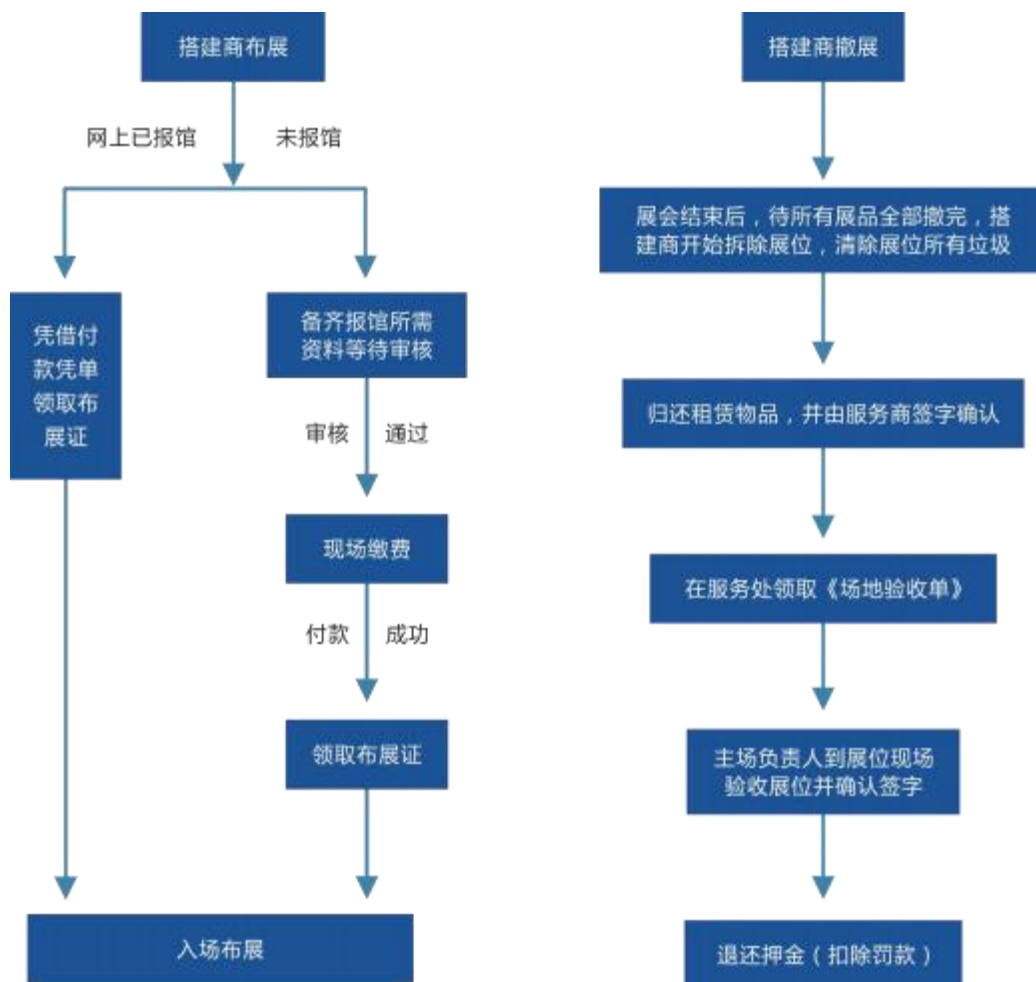 搭建商布展
网上已报馆
未报馆
凭借付
款凭单
领取布
展证
备齐报馆所需
资料等待审核
审核
通过
现场缴费
付款
成功
领取布展证
入场布展
搭建商撤展
展会结束后，待所有展品全部撤完，搭
建商开始拆除展位，清除展位所有垃圾
归还租赁物品，并由服务商签字确认
在服务处领取《场地验收单》
主场负责人到展位现场
验收展位并确认签字
退还押金（扣除罚款）